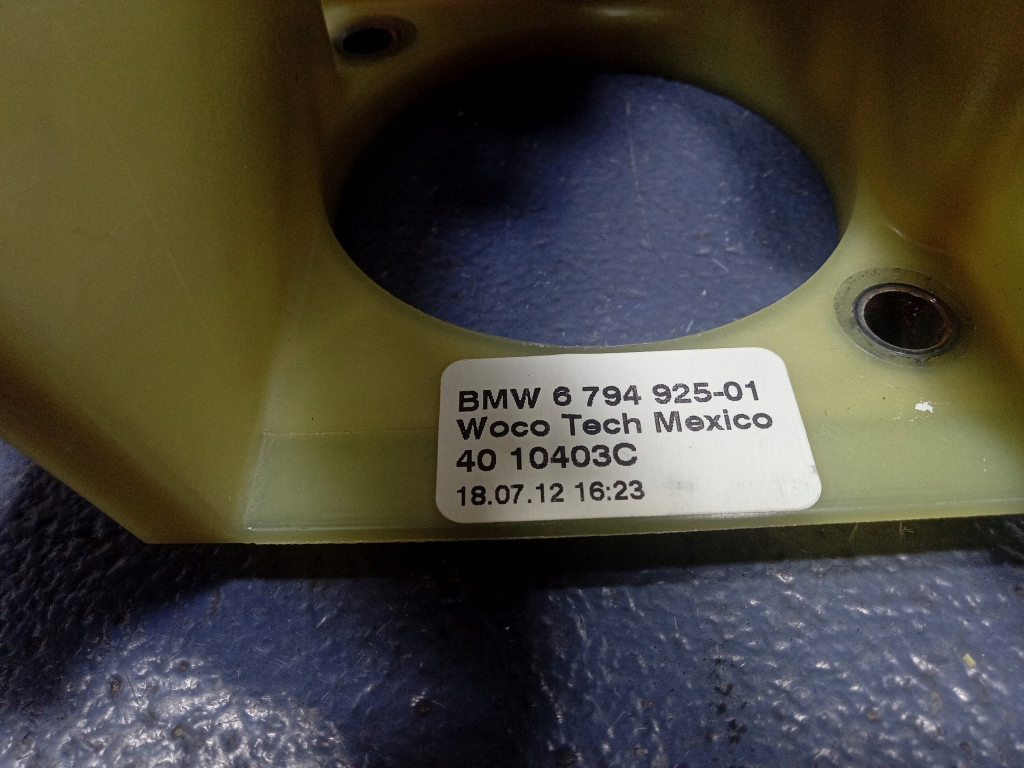 BMW 6 794 925-01
Woco Tech Mexico
40 10403C
18.07.12 16:23